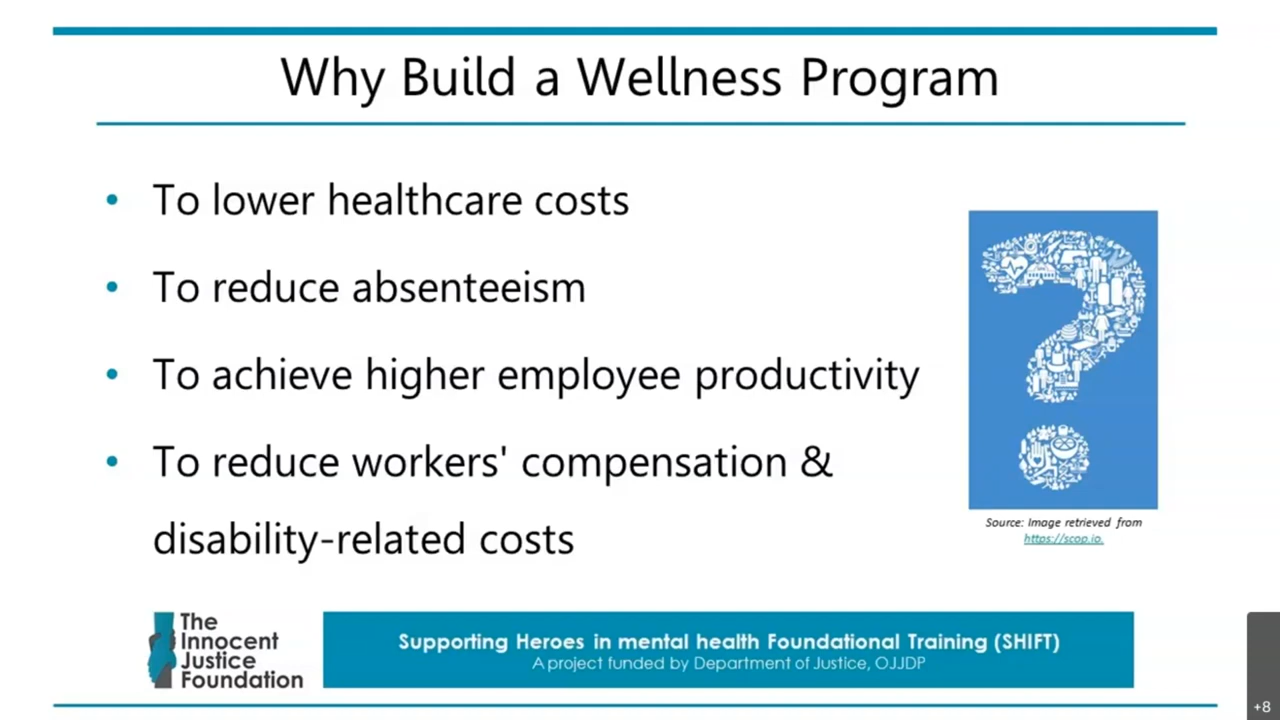 Why Build a Wellness Program
• To lower healthcare costs
• To reduce absenteeism
• To achieve higher employee productivity
• To reduce workers' compensation &
disability-related costs
Source: Image retrieved from
https://scop.io.
The
Innocent
Justice
Foundation
Supporting Heroes in mental health Foundational Training (SHIFT)
A project funded by Department of Justice, OJJDP
+8